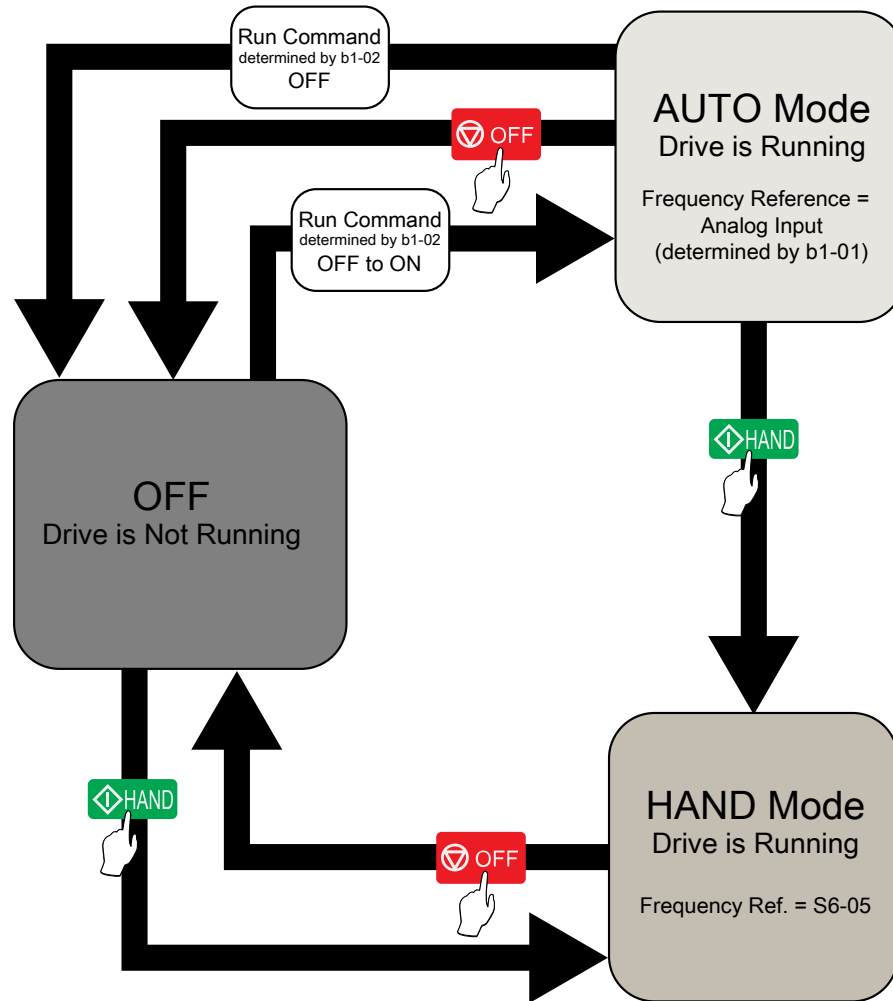 Run Command
determined by b1-02
OFF
AUTO Mode
Drive is Running
Frequency Reference =
Analog Input
(determined by b1-01)
OFF
Run Command
determined by b1-02
OFF to ON
HAND
OFF
Drive is Not Running
HAND
OFF
HAND Mode
Drive is Running
Frequency Ref. = S6-05